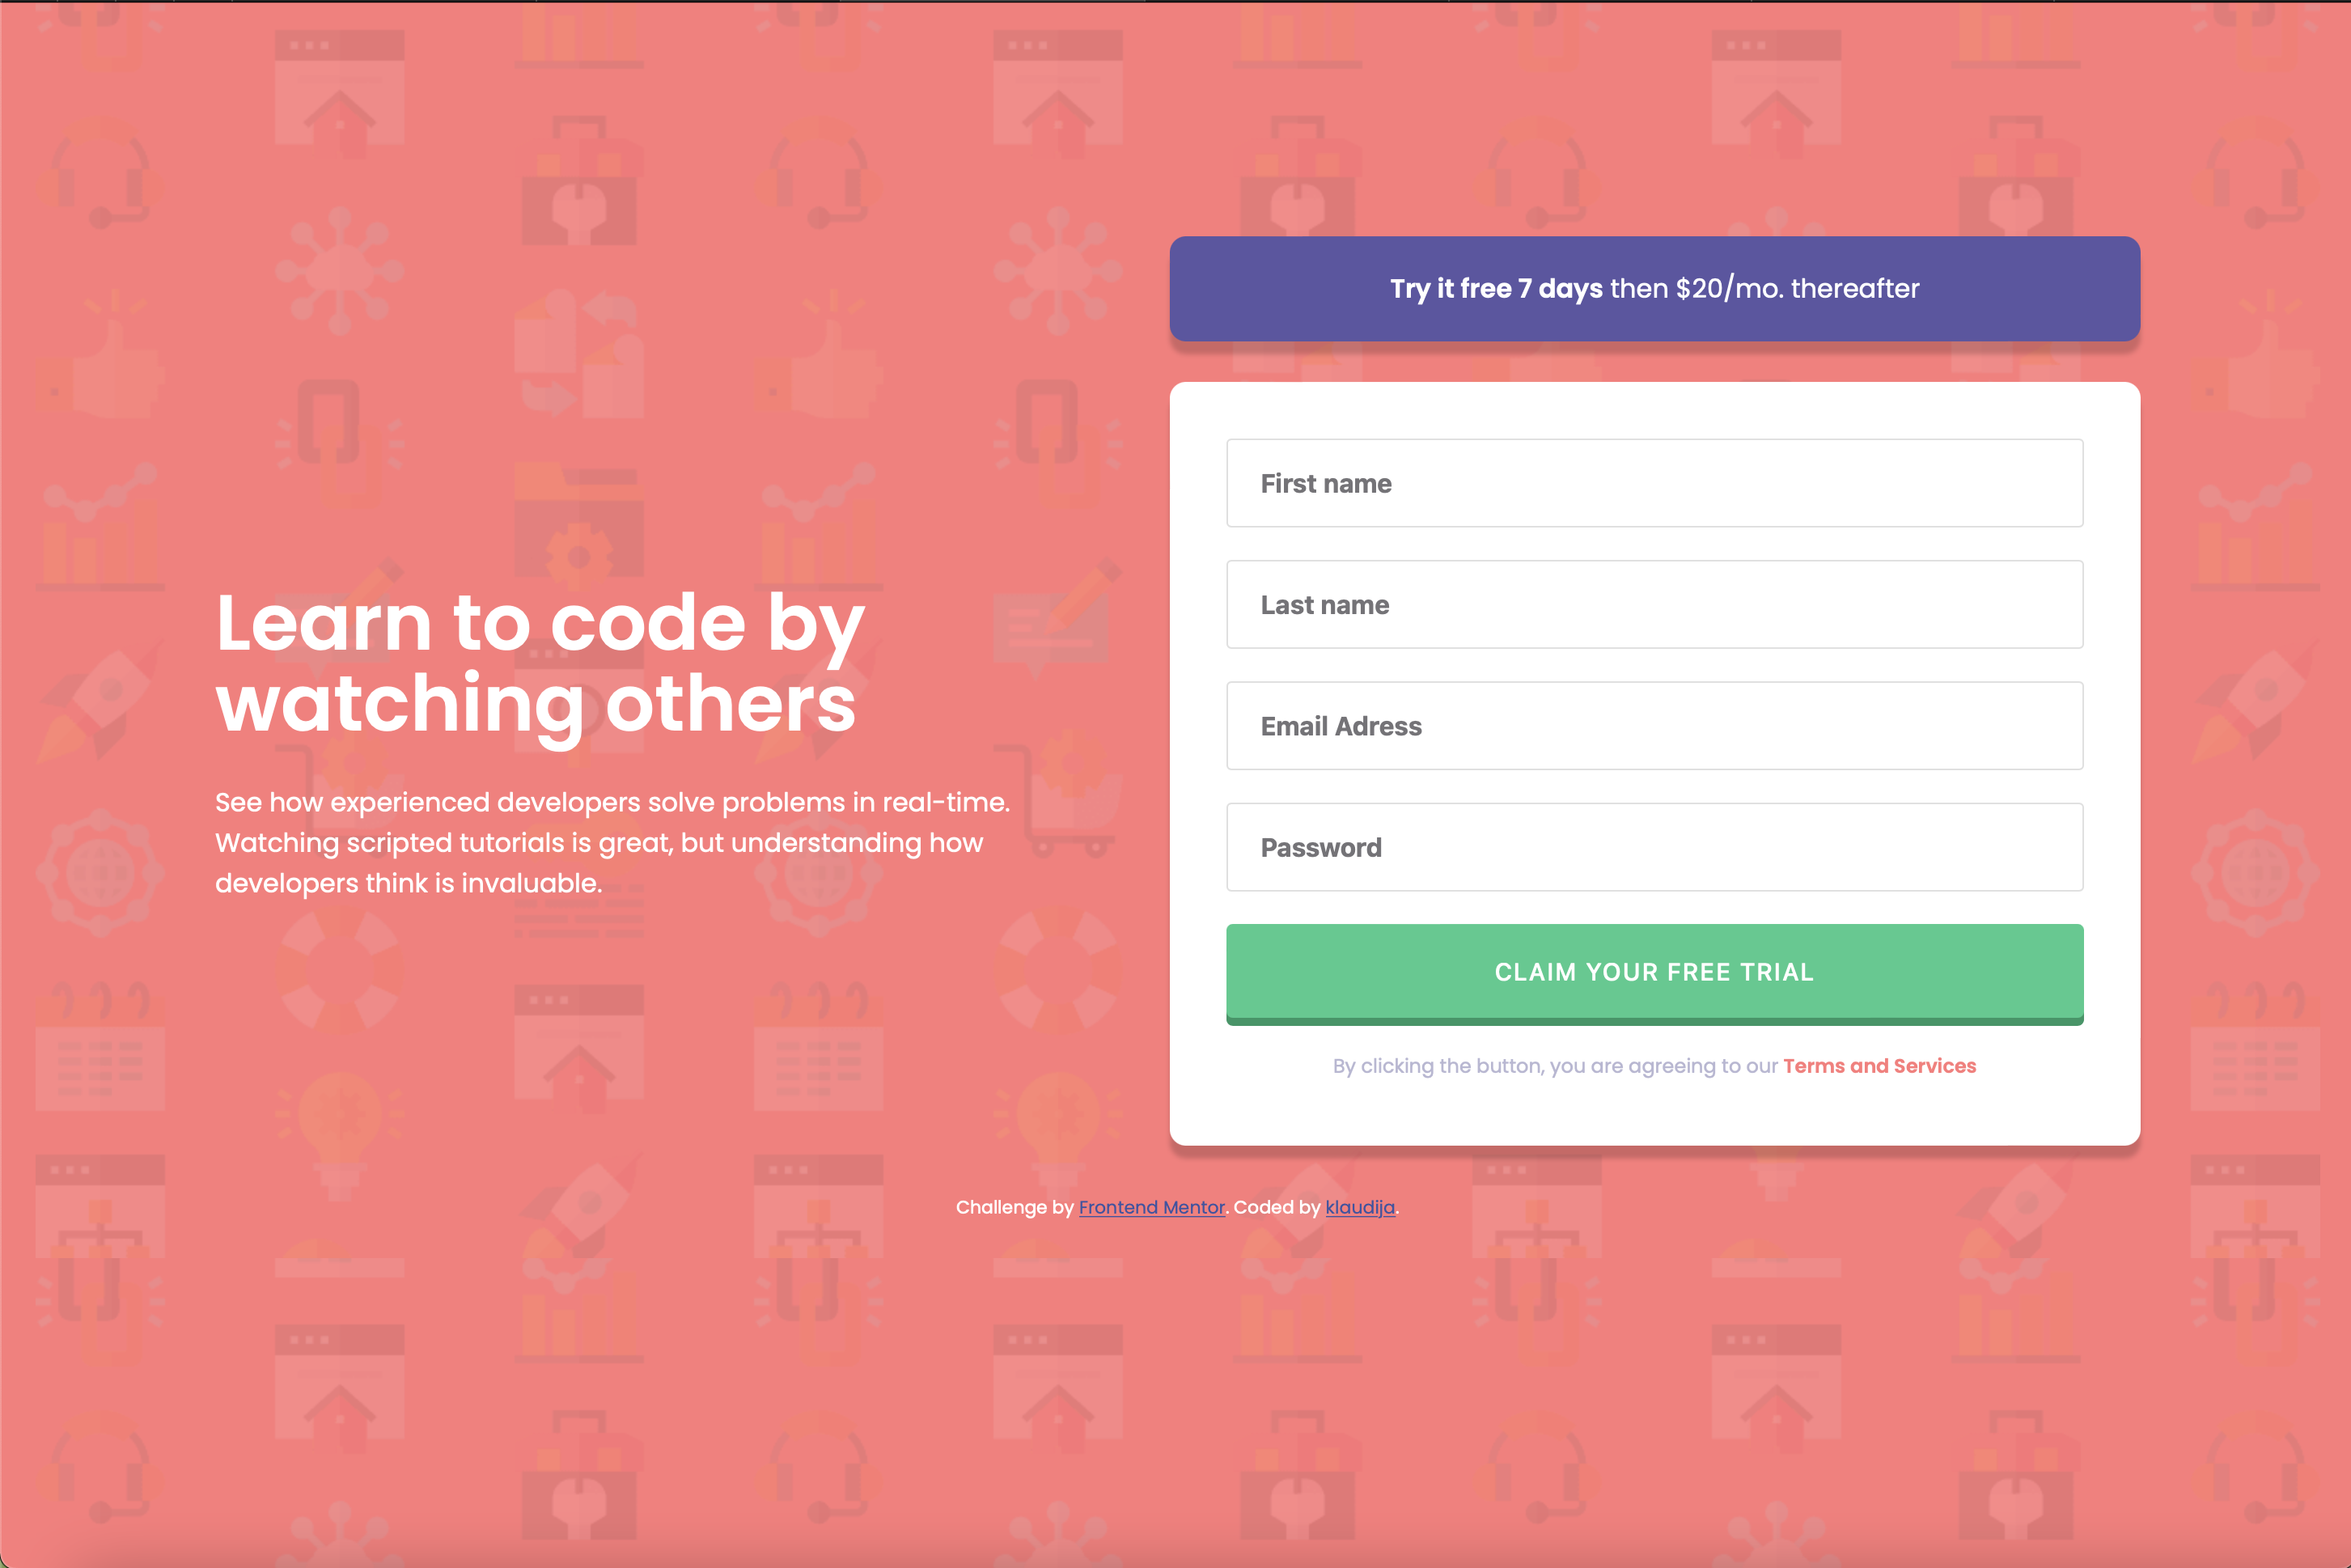 Learn to code by
watching others
See how experienced developers solve problems in real-time.
Watching scripted tutorials is great, but understanding how
developers think is invaluable.
Try it free 7 days then $20/mo. thereafter
First name
Last name
Email Adress
Password
CLAIM YOUR FREE TRIAL
By clicking the button, you are agreeing to our Terms and Services
Challenge by Frontend Mentor. Coded by klaudija.